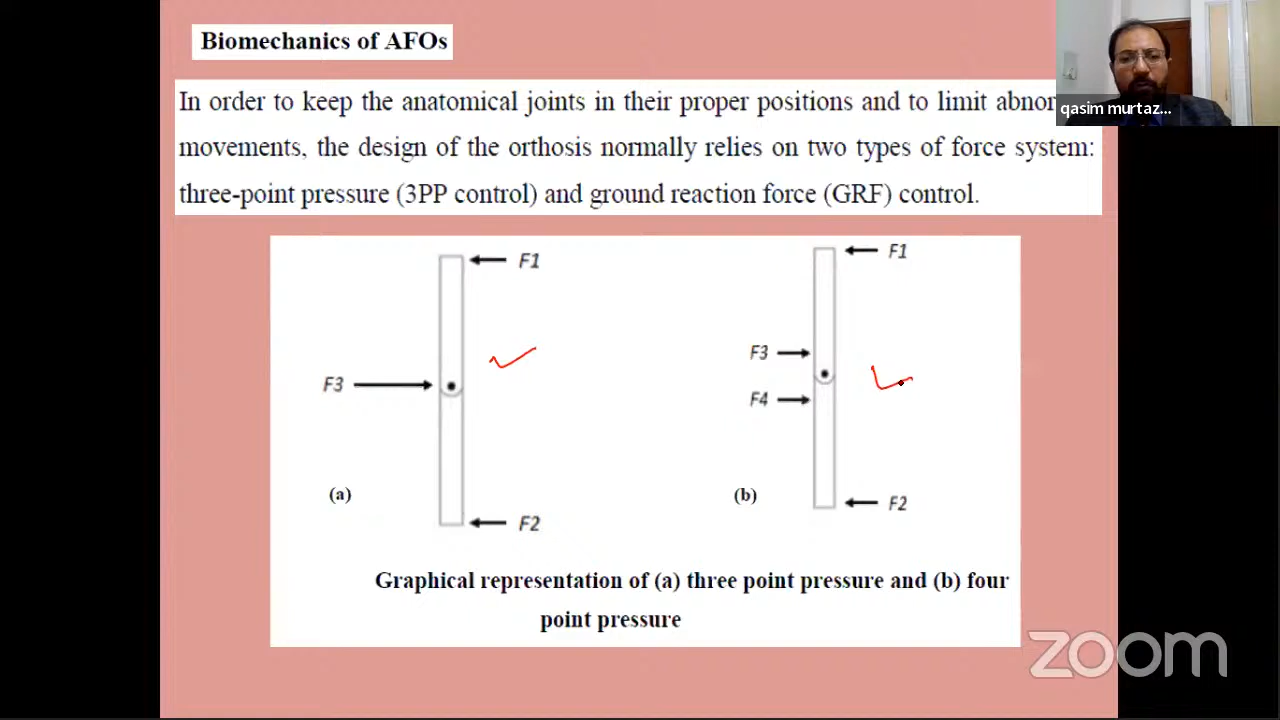 Biomechanics of AFOs
qasim murtaz...
In order to keep the anatomical joints in their proper positions and to limit abnor
movements, the design of the orthosis normally relies on two types of force system:
three-point pressure (3PP control) and ground reaction force (GRF) control.
F1
F3
(a)
F2
F1
F3
F4
(b)
F2
Graphical representation of (a) three point pressure and (b) four
point pressure
zoom